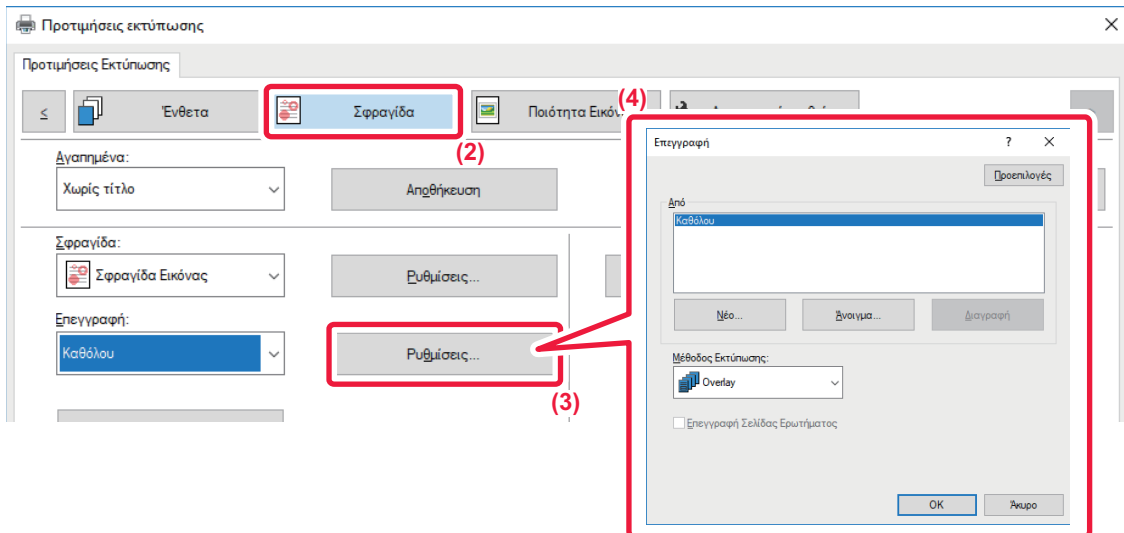 Προτιμήσεις εκτύπωσης
Προτιμήσεις Εκτύπωσης
<
Ένθετα
Σφραγίδα
Ποιότητα Εικόν
(4)
(2)
Αγαπημένα:
Χωρίς τίτλο
Αποθήκευση
Σφραγίδα:
Σφραγίδα Εικόνας
Ρυθμίσεις...
Επεγγραφή:
Καθόλου
Ρυθμίσεις...
(3)
Επεγγραφή
?
Προεπιλογές
Από
Καθόλου
Νέο...
Άνοιγμα...
Διαγραφή
Μέθοδος Εκτύπωσης:
Overlay
Επεγγραφή Σελίδας Ερωτήματος
OK
Άκυρο